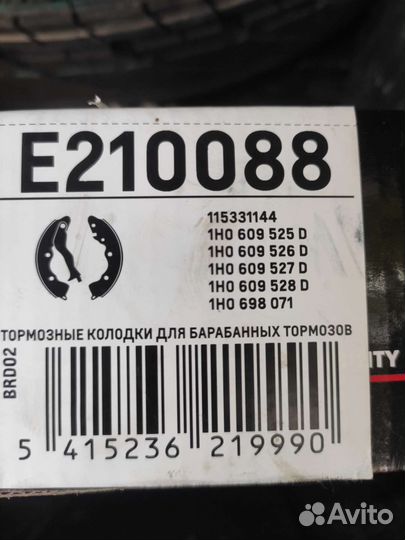 E210088
115331144
1H0 609 525 D
1H0 609 526 D
1H0 609 527 D
1H0 609 528 D
1H0 698 071
ТОРМОЗНЫЕ КОЛОДКИ ДЛЯ БАРАБАННЫХ ТОРМОЗОВ
BRD02
ITY
5 415236 219990
Avito